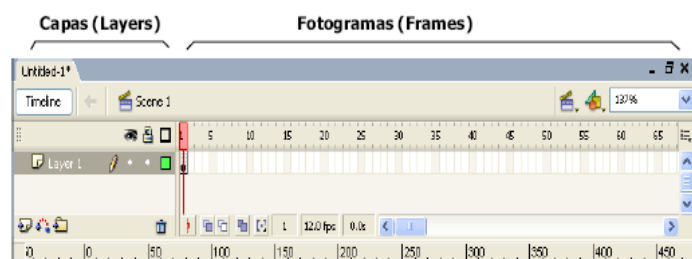 Capas (Layers) Fotogramas (Frames)
Untitled-1*
Timeline Scene 1 137%
1 5 10 15 20 25 30 35 40 45 50 55 60 65
Layer 1
1 12.0 fps 0.0s
0 50 100 150 200 250 300 350 400 450